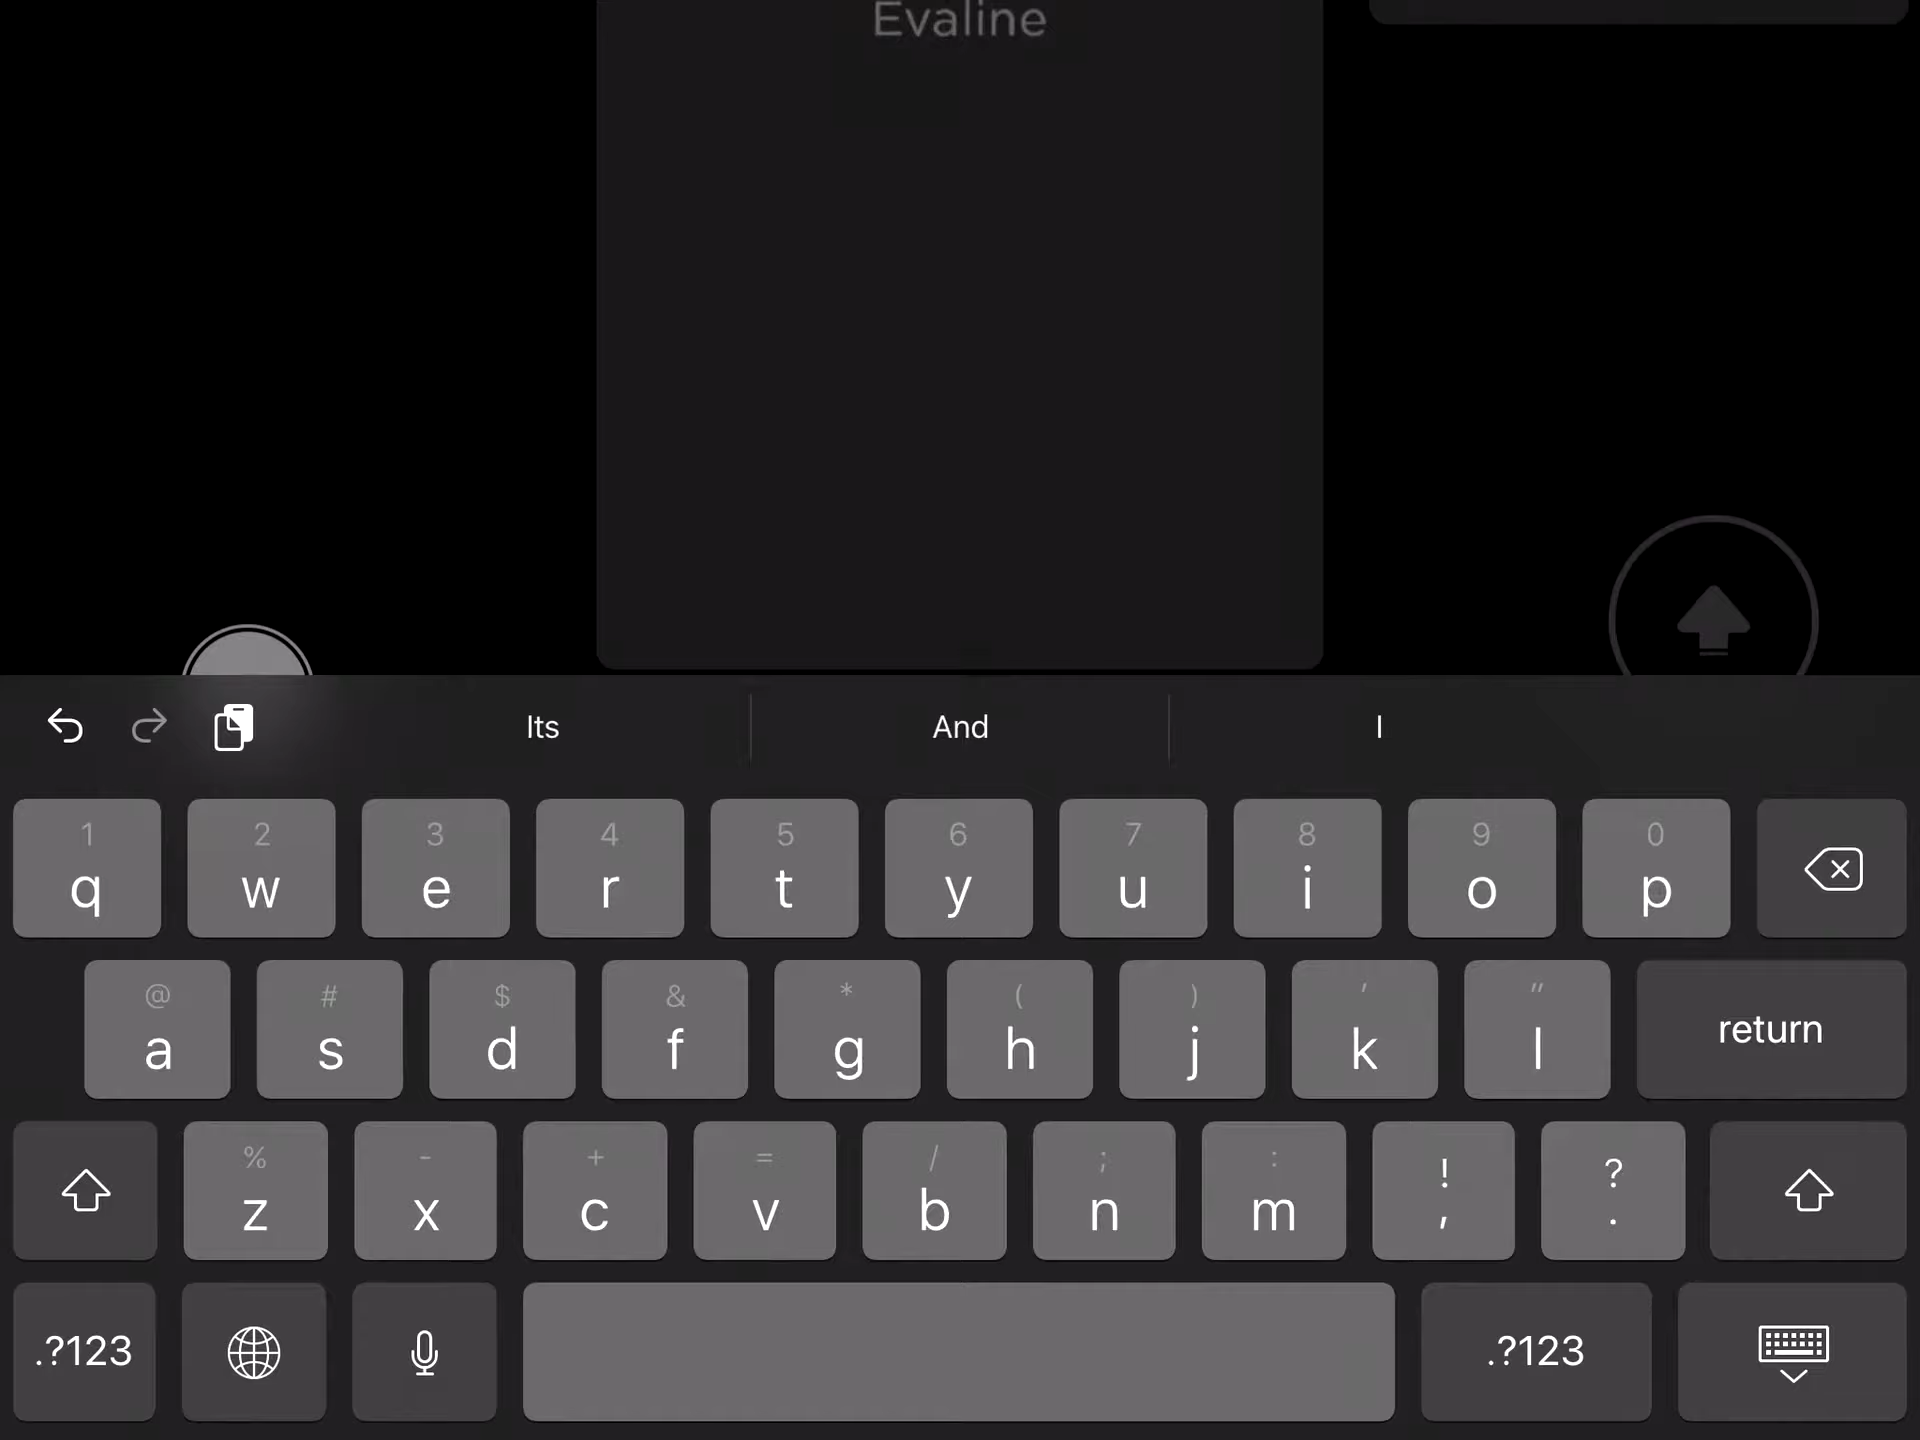 Evaline
Its And I
1 2 3 4 5 6 7 8 9 0
q w e r t y u i o p
@ # $ & * ( ) ' "
a s d f g h j k l return
% - + = / ; : ! ?
z x c v b n m , .
.?123 .?123